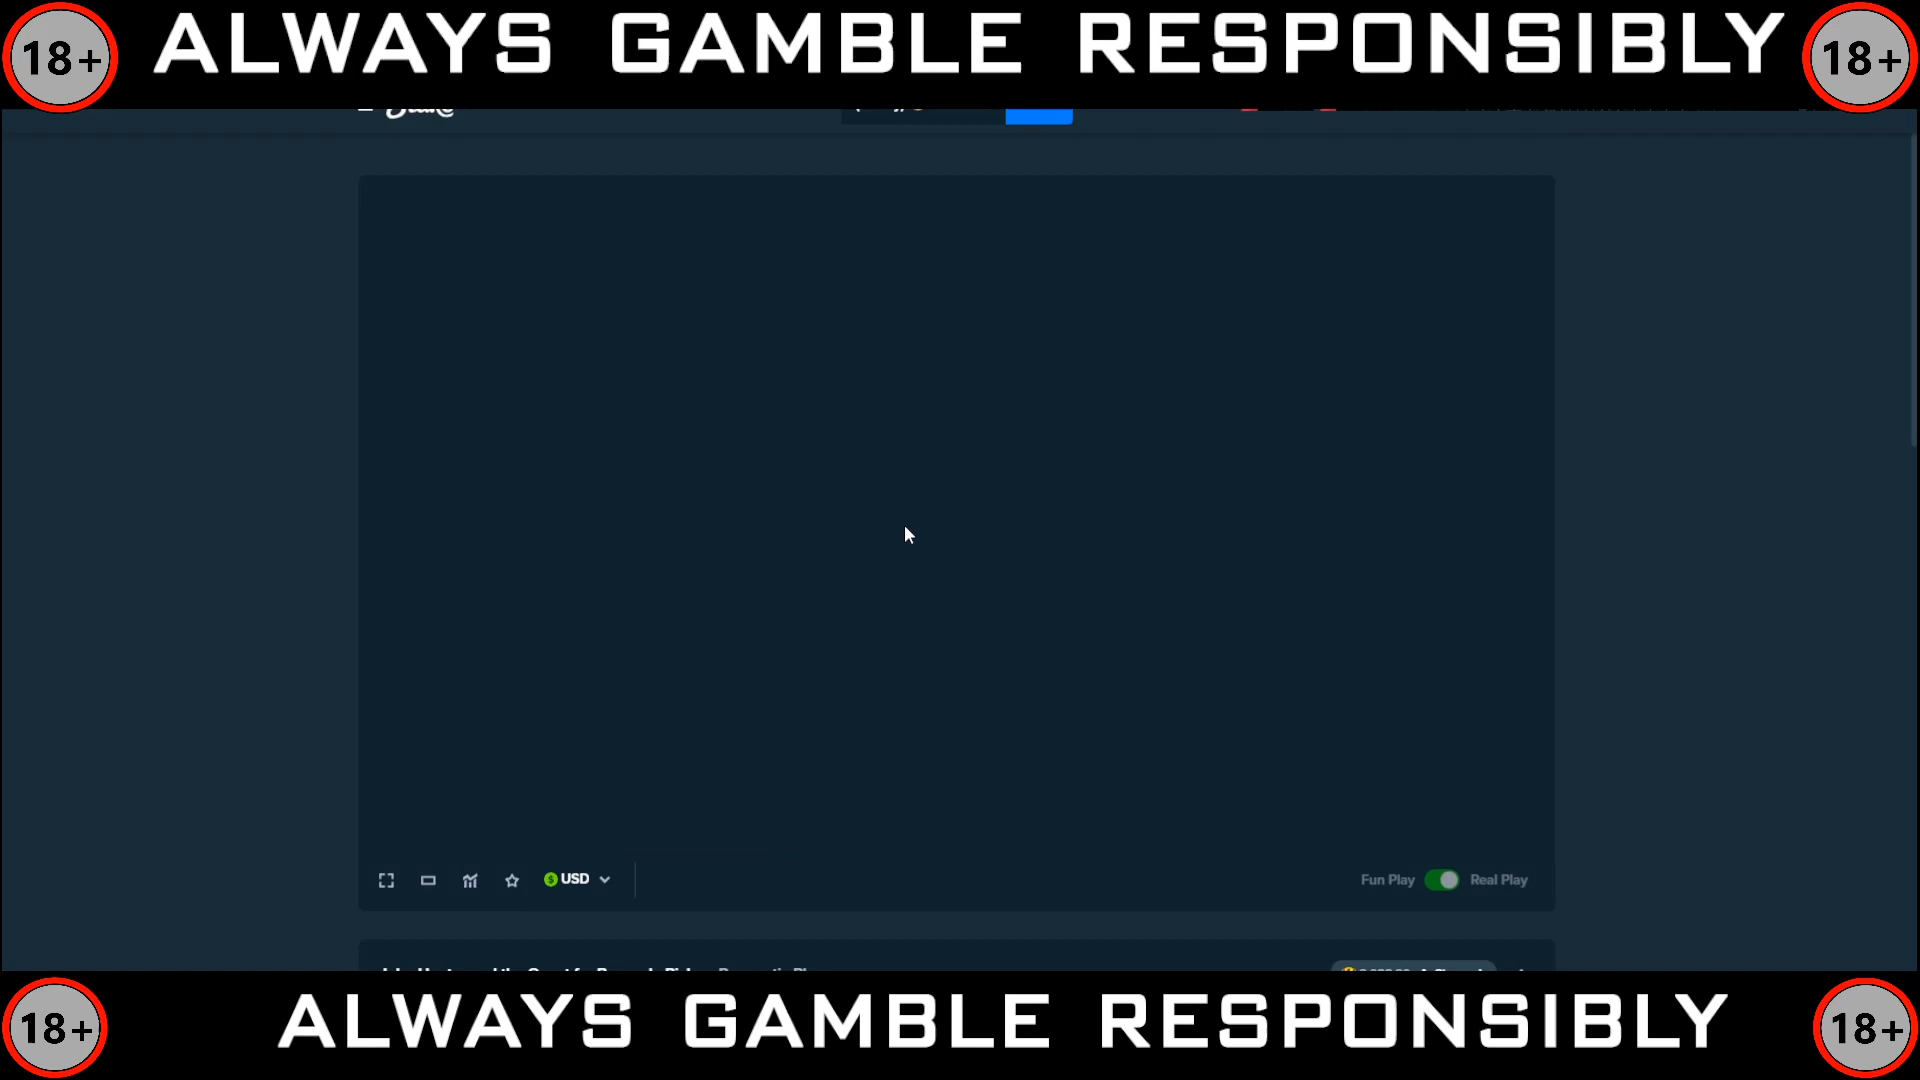 18+ ALWAYS GAMBLE RESPONSIBLY 18+
USD
Fun Play Real Play
18+ ALWAYS GAMBLE RESPONSIBLY 18+